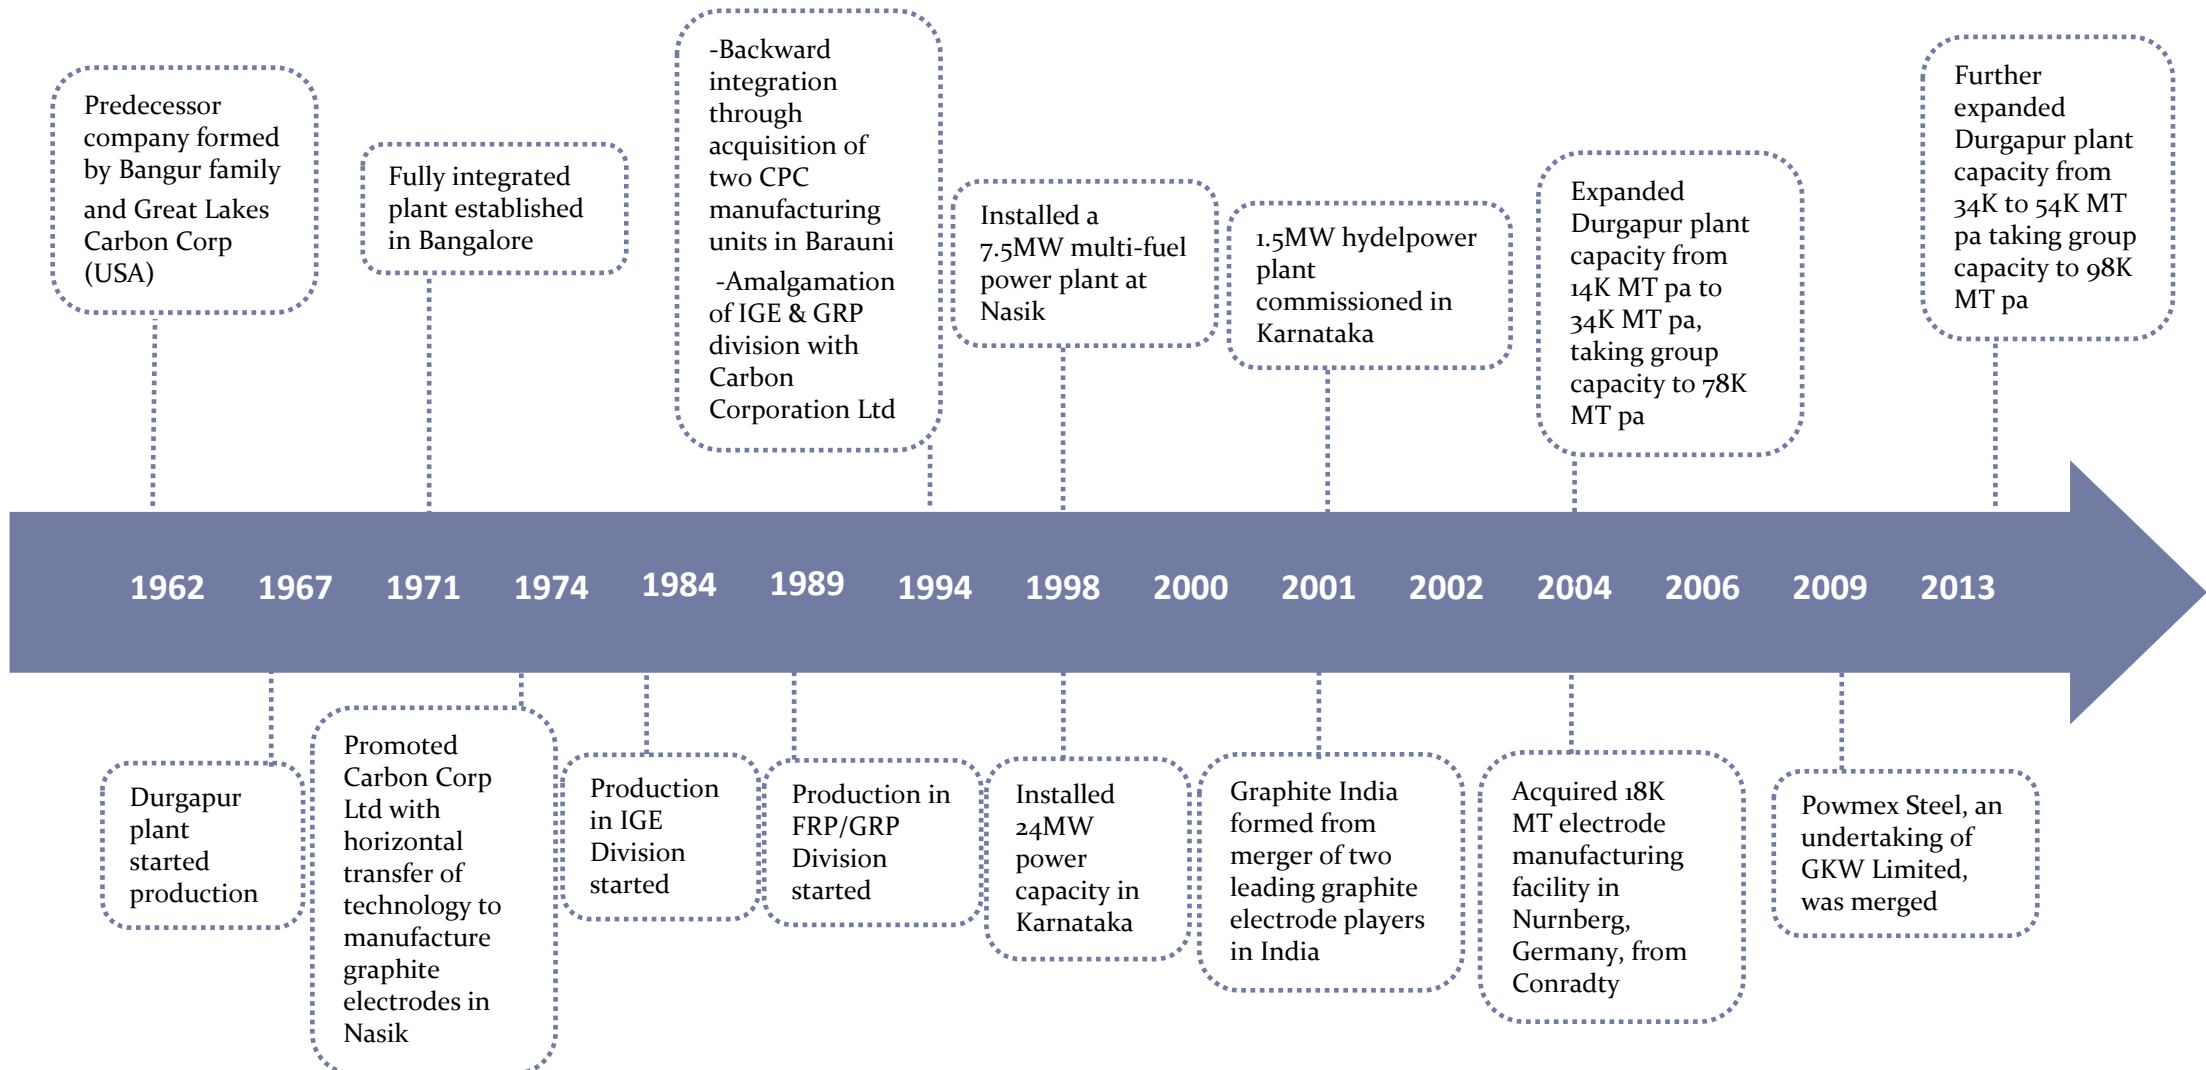 Predecessor
company formed
by Bangur family
and Great Lakes
Carbon Corp
(USA)
Fully integrated
plant established
in Bangalore
-Backward
integration
through
acquisition of
two CPC
manufacturing
units in Barauni
-Amalgamation
of IGE & GRP
division with
Carbon
Corporation Ltd
Installed a
7.5MW multi-fuel
power plant at
Nasik
1.5MW hydelpower
plant
commissioned in
Karnataka
Expanded
Durgapur plant
capacity from
14K MT pa to
34K MT pa,
taking group
capacity to 78K
MT pa
Further
expanded
Durgapur plant
capacity from
34K to 54K MT
pa taking group
capacity to 98K
MT pa
1962 1967 1971 1974 1984 1989 1994 1998 2000 2001 2002 2004 2006 2009 2013
Durgapur
plant
started
production
Promoted
Carbon Corp
Ltd with
horizontal
transfer of
technology to
manufacture
graphite
electrodes in
Nasik
Production
in IGE
Division
started
Production in
FRP/GRP
Division
started
Installed
24MW
power
capacity in
Karnataka
Graphite India
formed from
merger of two
leading graphite
electrode players
in India
Acquired 18K
MT electrode
manufacturing
facility in
Nurnberg,
Germany, from
Conradty
Powmex Steel, an
undertaking of
GKW Limited,
was merged